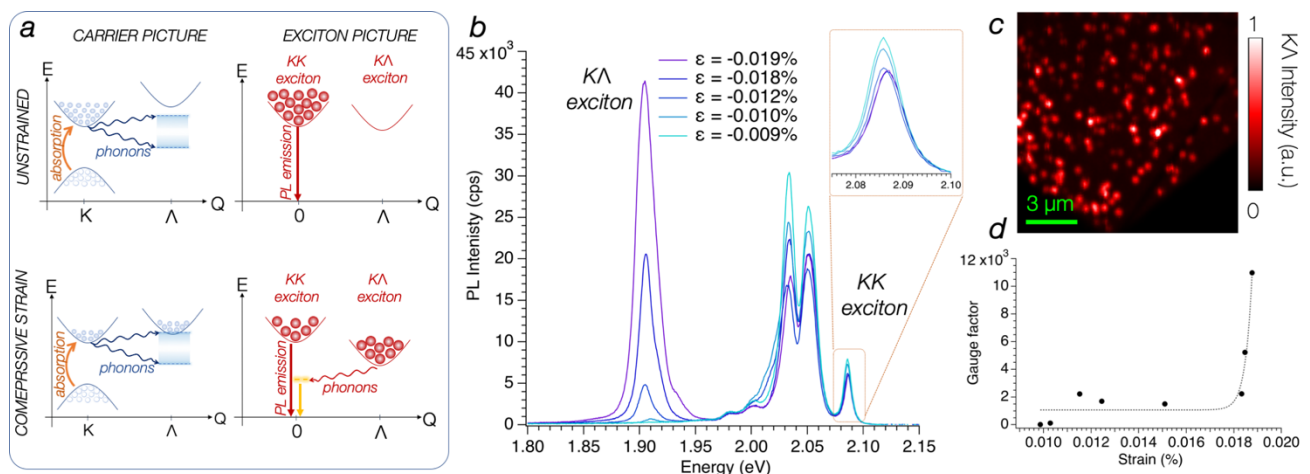 a
CARRIER PICTURE
EXCITON PICTURE
UNSTRAINED
E
absorption
phonons
K
Λ
Q
E
KK
exciton
KΛ
exciton
PL emission
0
Λ
Q
COMEPRSSIVE STRAIN
E
absorption
phonons
K
Λ
Q
E
KK
exciton
KΛ
exciton
PL emission
phonons
0
Λ
Q
b
45 x10³
40
35
30
25
20
15
10
5
0
PL Intenisty (cps)
KΛ
exciton
ε = -0.019%
ε = -0.018%
ε = -0.012%
ε = -0.010%
ε = -0.009%
2.08
2.09
2.10
KK
exciton
1.80
1.85
1.90
1.95
2.00
2.05
2.10
2.15
Energy (eV)
c
3 μm
1
0
KΛ Intensity (a.u.)
d
12 x10³
10
8
6
4
2
0
Gauge factor
0.010
0.012
0.014
0.016
0.018
0.020
Strain (%)